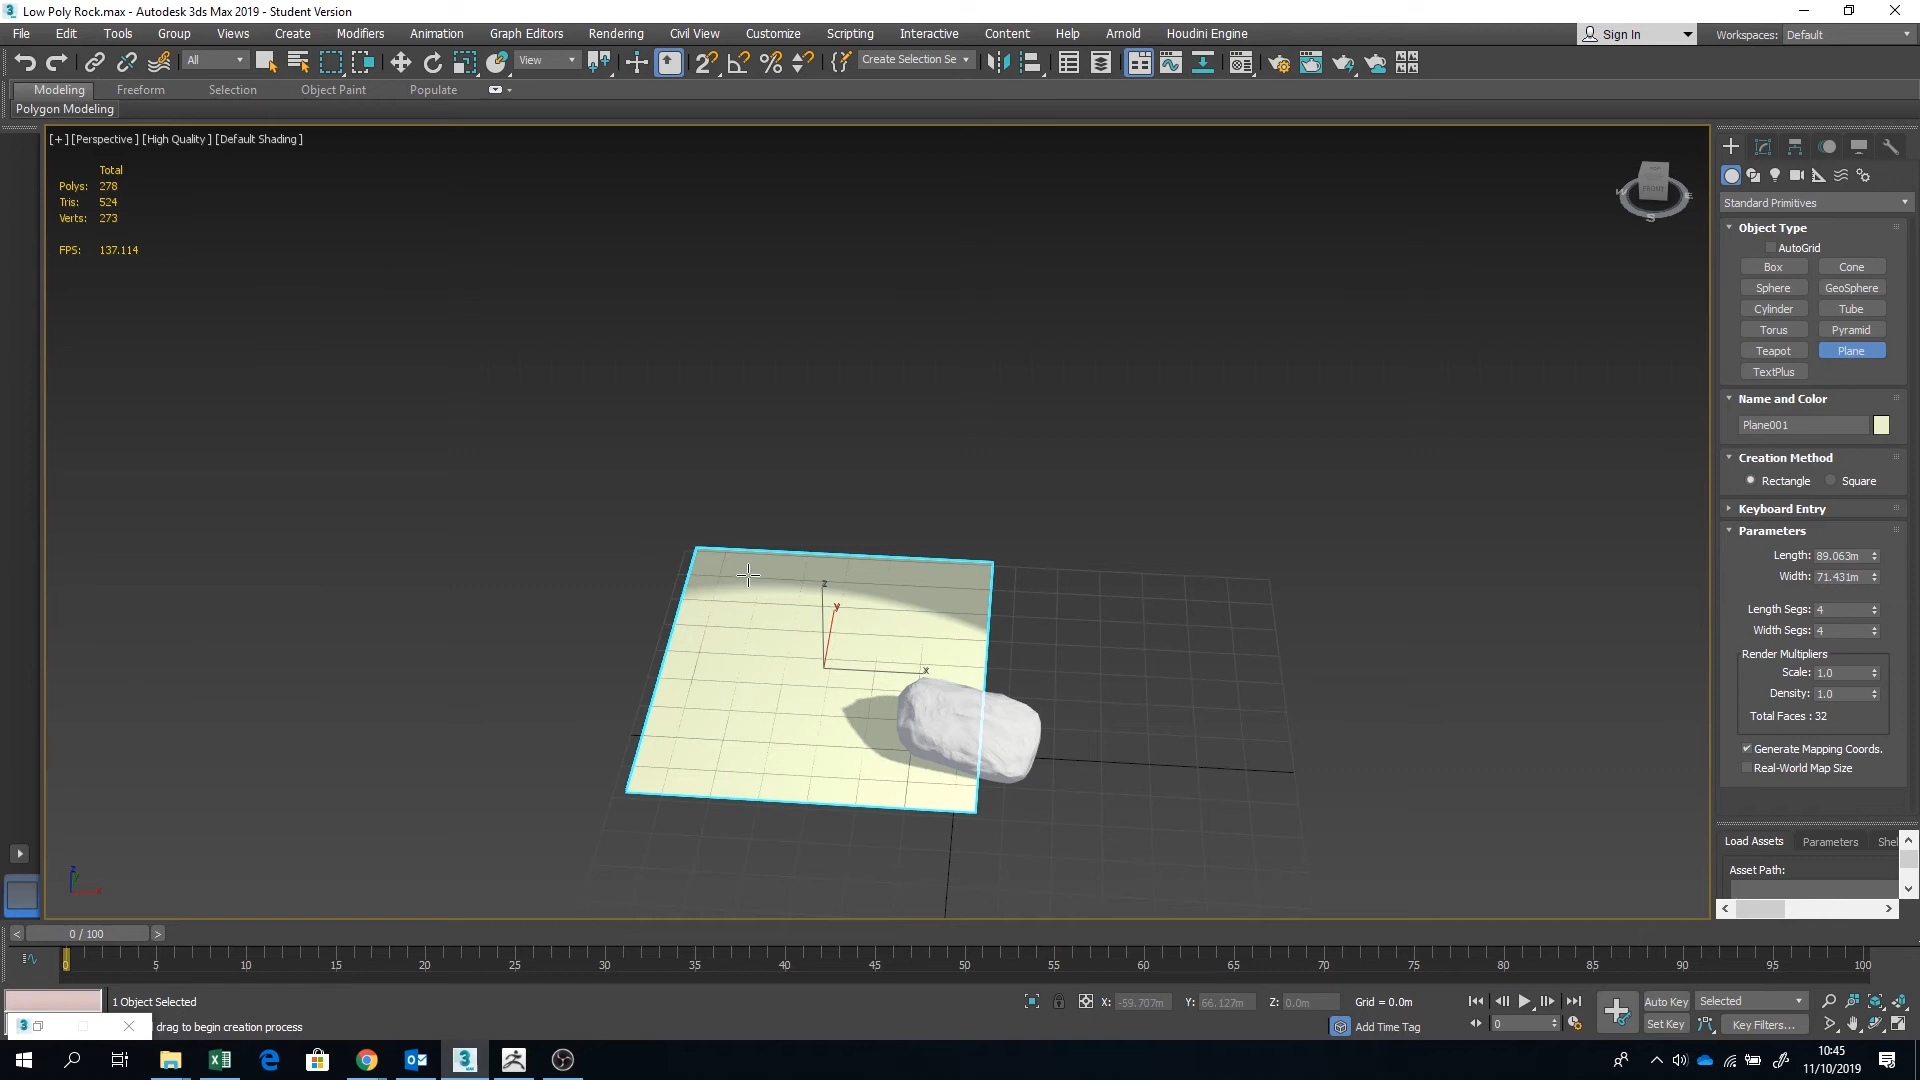 Low Poly Rock.max - Autodesk 3ds Max 2019 - Student Version
File Edit Tools Group Views Create Modifiers Animation Graph Editors Rendering Civil View Customize Scripting Interactive Content Help Arnold Houdini Engine Sign In Workspaces: Default
All View Create Selection Se
Modeling Freeform Selection Object Paint Populate
Polygon Modeling
[+] [Perspective ] [High Quality ] [Default Shading ]
Total
Polys: 278
Tris: 524
Verts: 273
FPS: 137.114
FRONT
S
z
y
x
Standard Primitives
Object Type
AutoGrid
Box Cone
Sphere GeoSphere
Cylinder Tube
Torus Pyramid
Teapot Plane
TextPlus
Name and Color
Plane001
Creation Method
Rectangle Square
Keyboard Entry
Parameters
Length: 89.063m
Width: 71.431m
Length Segs: 4
Width Segs: 4
Render Multipliers
Scale: 1.0
Density: 1.0
Total Faces : 32
Generate Mapping Coords.
Real-World Map Size
Load Assets Parameters Shel
Asset Path:
< 0 / 100 >
0 5 10 15 20 25 30 35 40 45 50 55 60 65 70 75 80 85 90 95 100
1 Object Selected X: -59.707m Y: 66.127m Z: 0.0m Grid = 0.0m Auto Key Selected
drag to begin creation process Add Time Tag 0 Set Key Key Filters...
10:45
11/10/2019